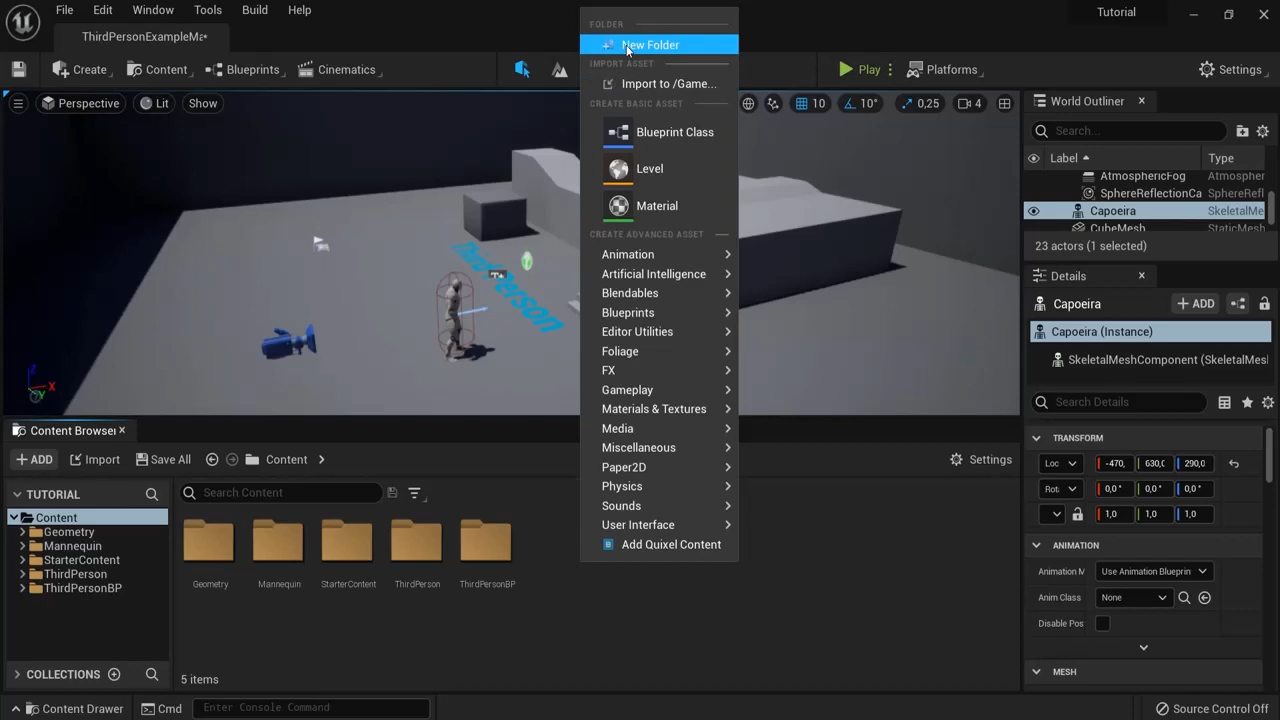 File Edit Window Tools Build Help
Tutorial
ThirdPersonExampleMa*
Create Content Blueprints Cinematics Play Platforms Settings
Perspective Lit Show 10 10° 0,25 4
FOLDER
New Folder
IMPORT ASSET
Import to /Game...
CREATE BASIC ASSET
Blueprint Class
Level
Material
CREATE ADVANCED ASSET
Animation
Artificial Intelligence
Blendables
Blueprints
Editor Utilities
Foliage
FX
Gameplay
Materials & Textures
Media
Miscellaneous
Paper2D
Physics
Sounds
User Interface
Add Quixel Content
ThirdPerson
X
Y
Z
World Outliner
Search...
Label Type
AtmosphericFog Atmospher
SphereReflectionCa SphereRefl
Capoeira SkeletalMe
CubeMesh StaticMes
23 actors (1 selected)
Details
Capoeira + ADD
Capoeira (Instance)
SkeletalMeshComponent (SkeletalMesl
Search Details
TRANSFORM
Loc -470, 630,0 290,0
Rot 0,0 ° 0,0 ° 0,0 °
1,0 1,0 1,0
ANIMATION
Animation M Use Animation Blueprin
Anim Class None
Disable Pos
MESH
Content Browser
+ ADD Import Save All Content Settings
TUTORIAL
Search Content
Content
Geometry
Mannequin
StarterContent
ThirdPerson
ThirdPersonBP
Geometry Mannequin StarterContent ThirdPerson ThirdPersonBP
COLLECTIONS
5 items
Content Drawer Cmd Enter Console Command Source Control Off